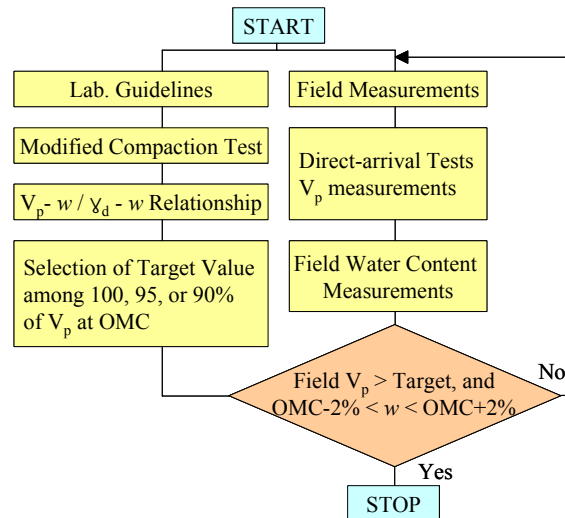 START
Lab. Guidelines
Modified Compaction Test
Vp- w / γd - w Relationship
Selection of Target Value
among 100, 95, or 90%
of Vp at OMC
Field Measurements
Direct-arrival Tests
Vp measurements
Field Water Content
Measurements
Field Vp > Target, and
OMC-2% < w < OMC+2%
No
Yes
STOP